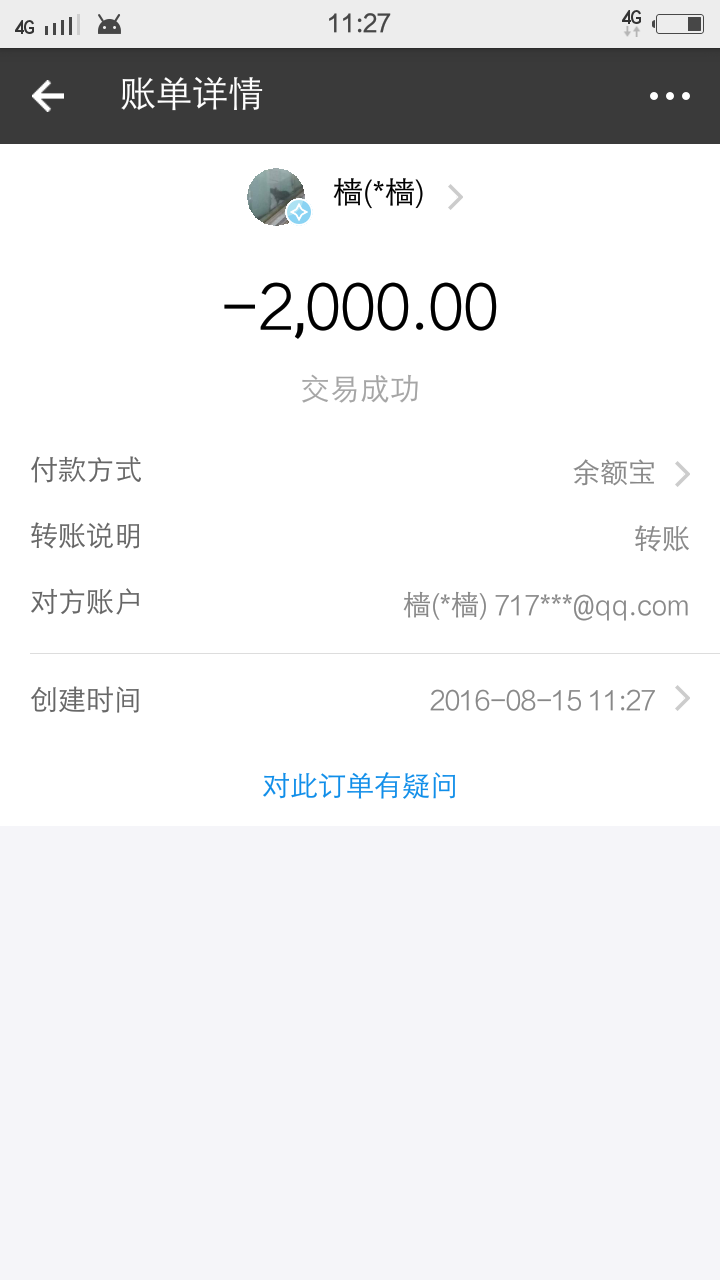 4G 11:27 4G
账单详情
樯(*樯)
-2,000.00
交易成功
付款方式 余额宝
转账说明 转账
对方账户 樯(*樯) 717***@qq.com
创建时间 2016-08-15 11:27
对此订单有疑问